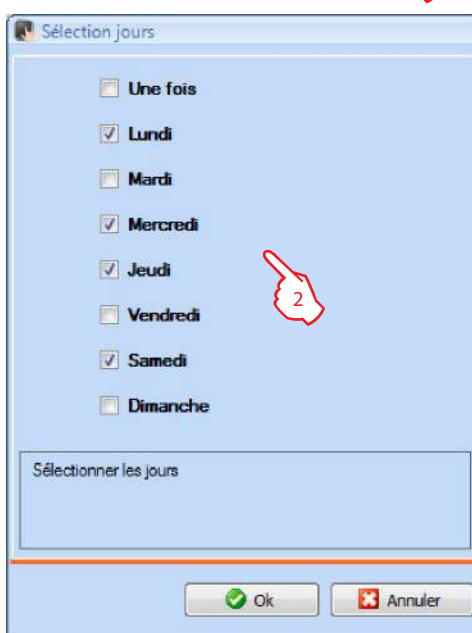 Sélection jours
Une fois
Lundi
Mardi
Mercredi
Jeudi
2
Vendredi
Samedi
Dimanche
Sélectionner les jours
Ok
Annuler